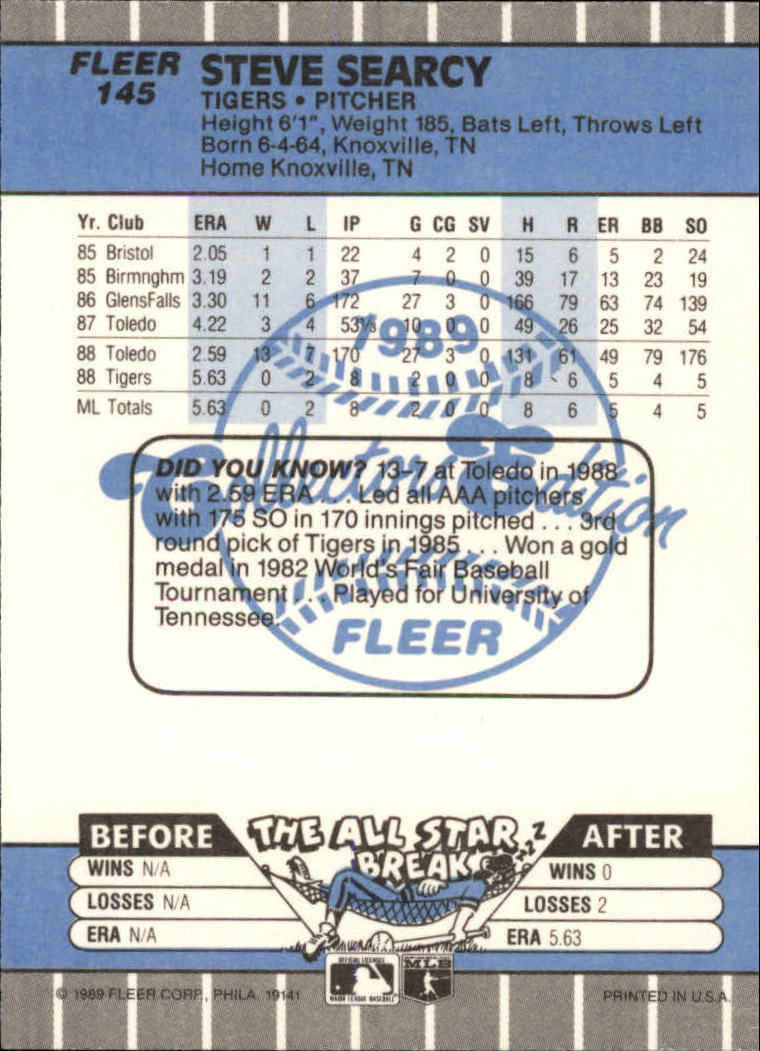 FLEER STEVE SEARCY
145
TIGERS • PITCHER
Height 6'1", Weight 185, Bats Left, Throws Left
Born 6-4-64, Knoxville, TN
Home Knoxville, TN
Yr. Club ERA W L IP G CG SV H R ER BB SO
85 Bristol 2.05 1 1 22 4 2 0 15 6 5 2 24
85 Birmnghm 3.19 2 2 37 7 0 0 39 17 13 23 19
86 GlensFalls 3.30 11 6 172 27 3 0 166 79 63 74 139
87 Toledo 4.22 3 4 53⅓ 10 0 0 49 26 25 32 54
88 Toledo 2.59 13 7 170 27 3 0 131 61 49 79 176
88 Tigers 5.63 0 2 8 2 0 0 8 6 5 4 5
ML Totals 5.63 0 2 8 2 0 0 8 6 5 4 5
1989
Collectors' Edition
FLEER
DID YOU KNOW? 13-7 at Toledo in 1988
with 2.59 ERA . . . Led all AAA pitchers
with 175 SO in 170 innings pitched . . . 3rd
round pick of Tigers in 1985 . . . Won a gold
medal in 1982 World's Fair Baseball
Tournament . . . Played for University of
Tennessee.
BEFORE THE ALL STAR BREAK AFTER
ZZZ
WINS N/A WINS 0
LOSSES N/A LOSSES 2
ERA N/A ERA 5.63
OFFICIAL LICENSEE
MAJOR LEAGUE BASEBALL
MLB
© 1989 FLEER CORP., PHILA. 19141 PRINTED IN U.S.A.